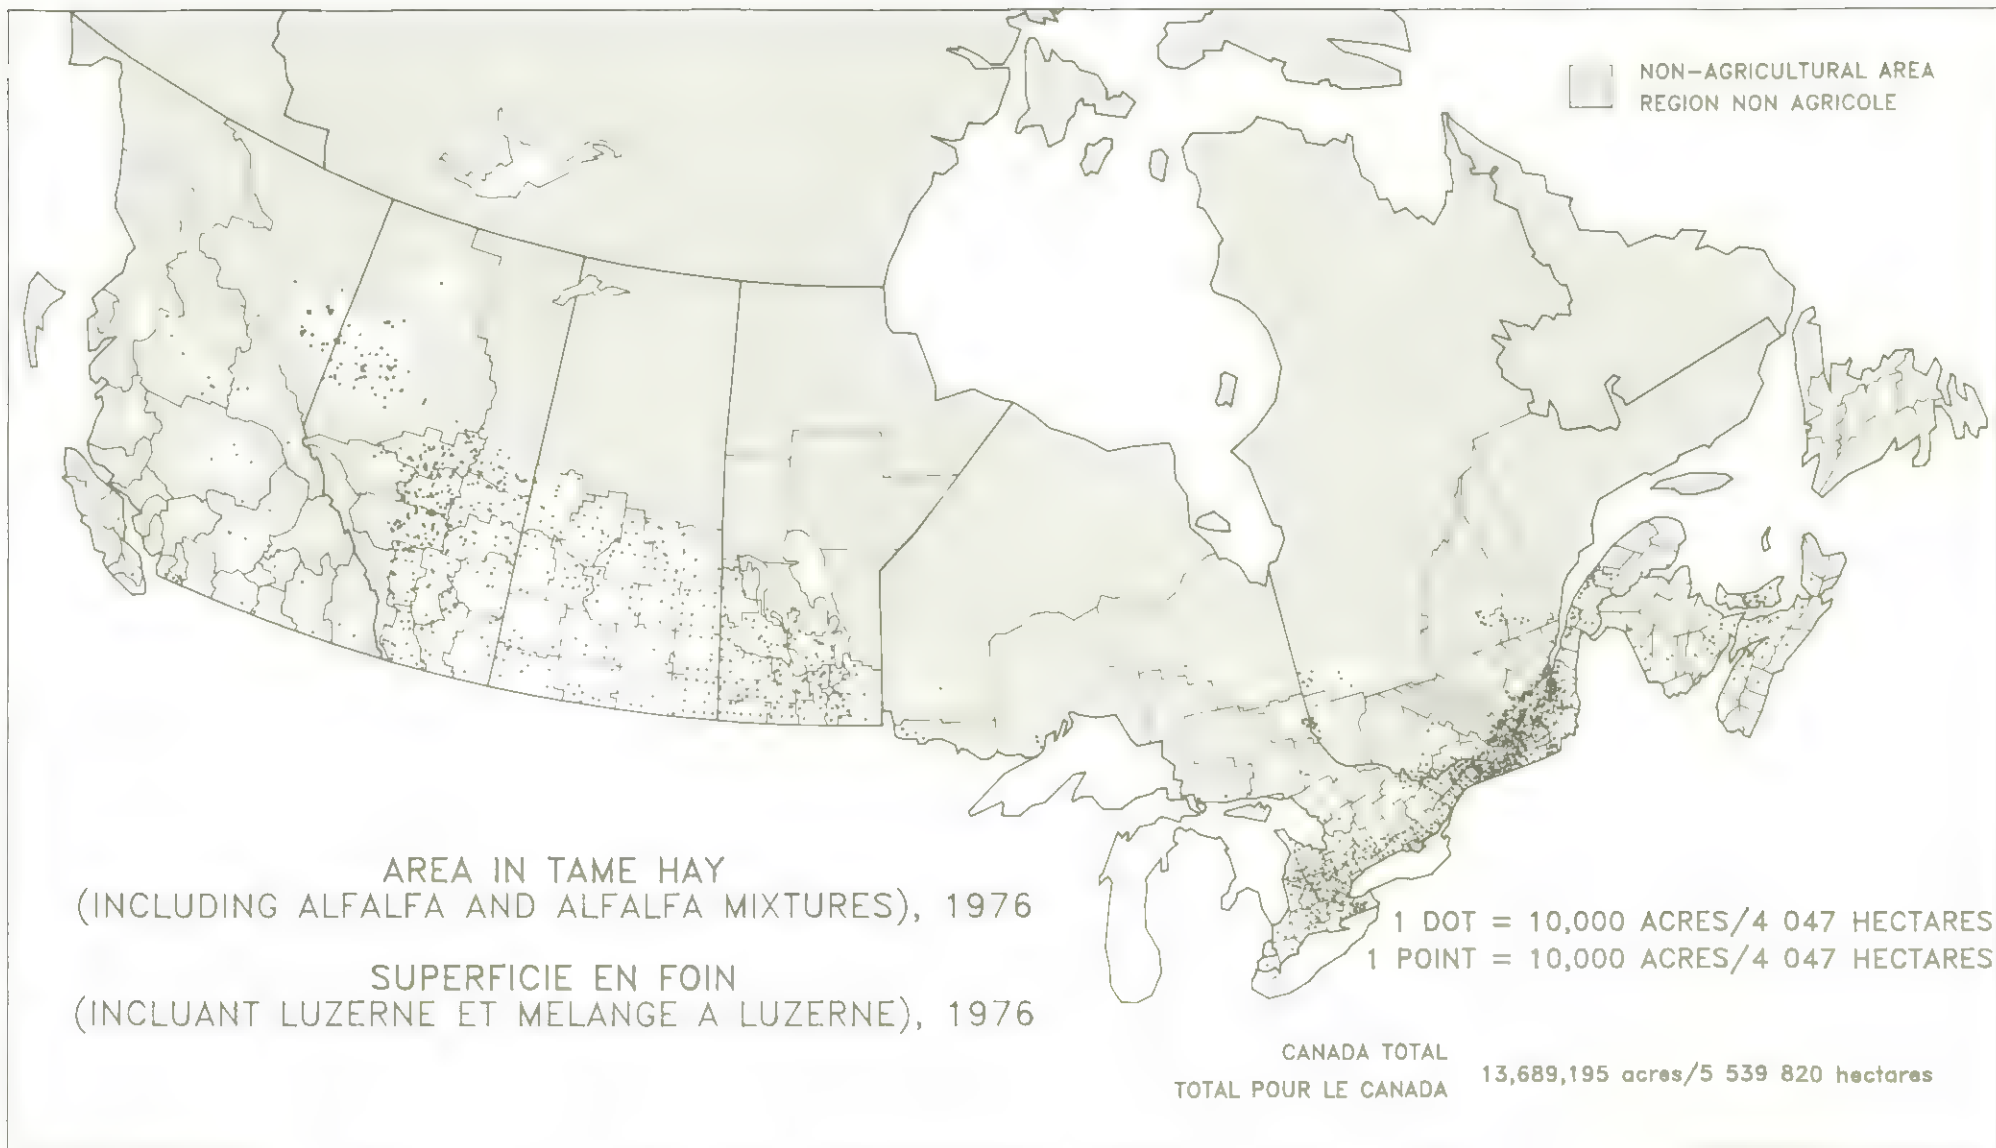 NON-AGRICULTURAL AREA
REGION NON AGRICOLE
AREA IN TAME HAY
(INCLUDING ALFALFA AND ALFALFA MIXTURES), 1976
SUPERFICIE EN FOIN
(INCLUANT LUZERNE ET MELANGE A LUZERNE), 1976
1 DOT = 10,000 ACRES/4 047 HECTARES
1 POINT = 10,000 ACRES/4 047 HECTARES
CANADA TOTAL
TOTAL POUR LE CANADA
13,689,195 acres/5 539 820 hectares